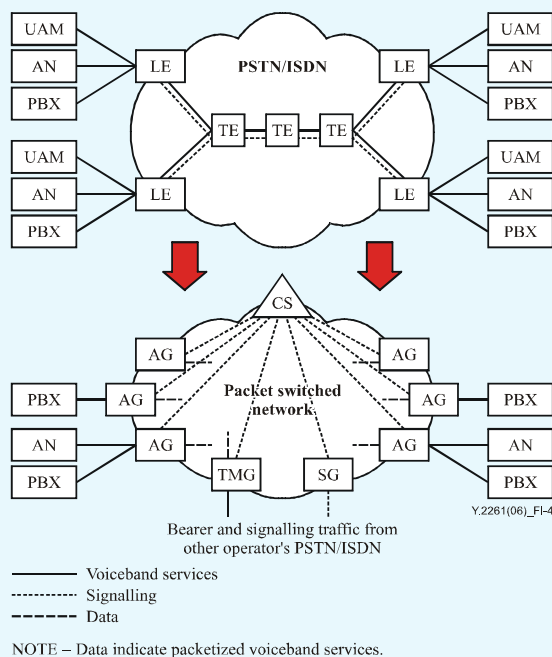 UAM
UAM
AN
LE
PSTN/ISDN
LE
AN
PBX
PBX
TE
TE
TE
UAM
UAM
AN
LE
LE
AN
PBX
PBX
CS
AG
AG
Packet switched
network
PBX
AG
AG
PBX
AN
AG
AG
AN
PBX
TMG
SG
PBX
Y.2261(06)_FI-4
Bearer and signalling traffic from
other operator's PSTN/ISDN
Voiceband services
Signalling
Data
NOTE – Data indicate packetized voiceband services.